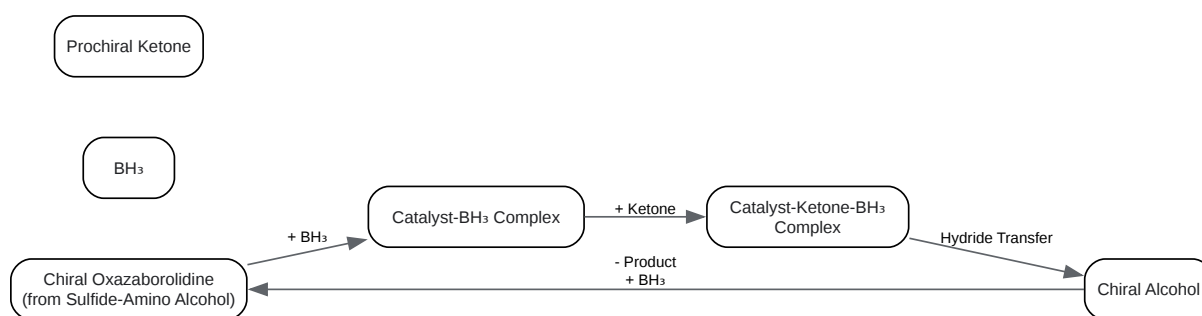 Prochiral Ketone
BH₃
Catalyst-BH₃ Complex
+ Ketone
Catalyst-Ketone-BH₃
Complex
+ BH₃
Hydride Transfer
Chiral Oxazaborolidine
(from Sulfide-Amino Alcohol)
- Product
+ BH₃
Chiral Alcohol